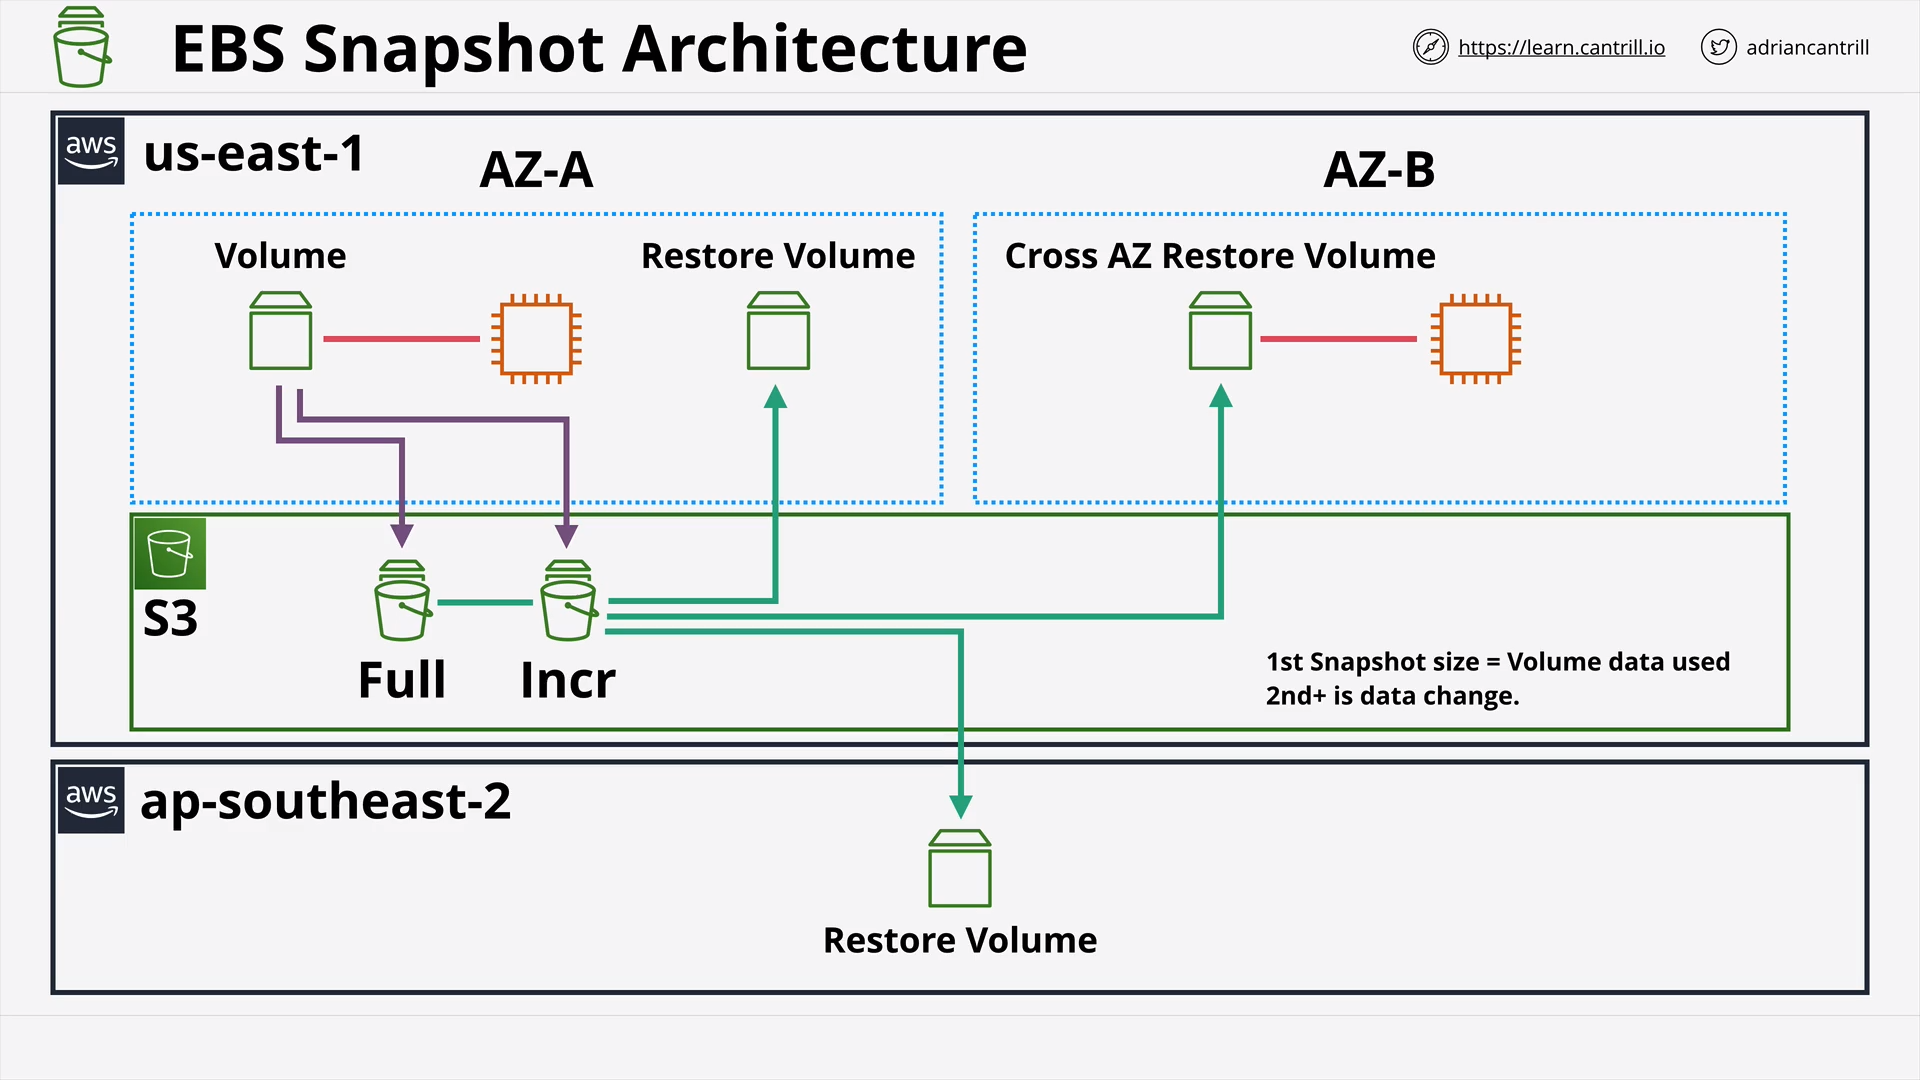 EBS Snapshot Architecture
https://learn.cantrill.io
adriancantrill
aws
us-east-1
AZ-A
AZ-B
Volume
Restore Volume
Cross AZ Restore Volume
S3
Full
Incr
1st Snapshot size = Volume data used
2nd+ is data change.
aws
ap-southeast-2
Restore Volume